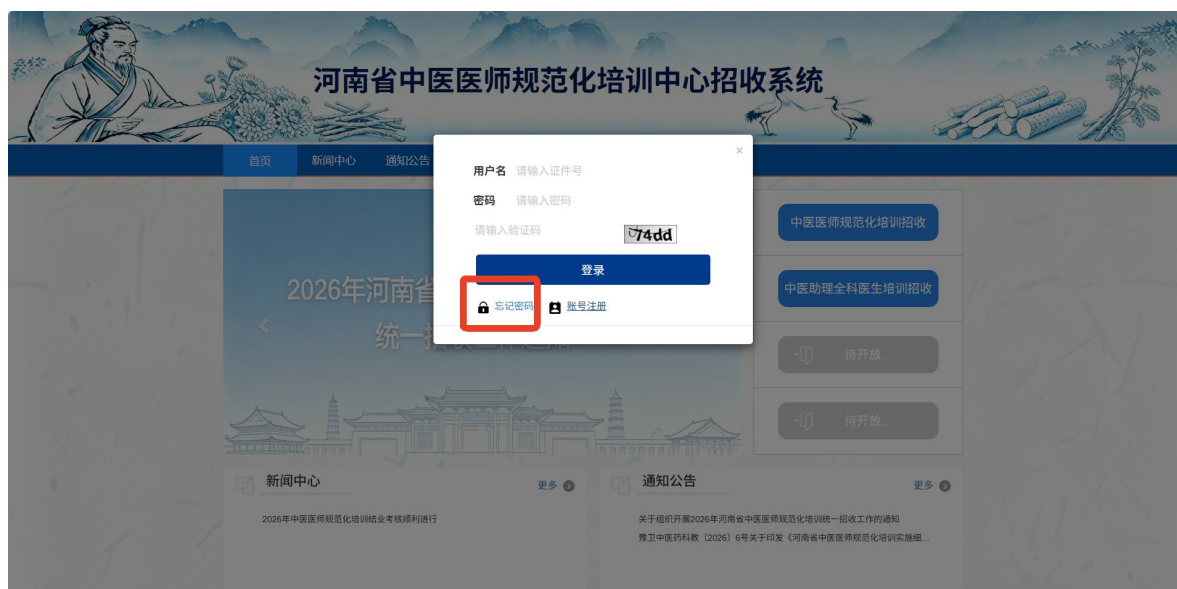 河南省中医医师规范化培训中心招收系统
首页 新闻中心 通知公告
×
用户名 请输入证件号
密码 请输入密码
请输入验证码 74dd
登录
忘记密码 账号注册
2026年河南省
统一招收工作通知
中医医师规范化培训招收
中医助理全科医生培训招收
待开放...
待开放...
新闻中心 更多
2026年中医医师规范化培训结业考核顺利进行
通知公告 更多
关于组织开展2026年河南省中医医师规范化培训统一招收工作的通知
豫卫中医药科教（2026）6号关于印发《河南省中医医师规范化培训实施细...